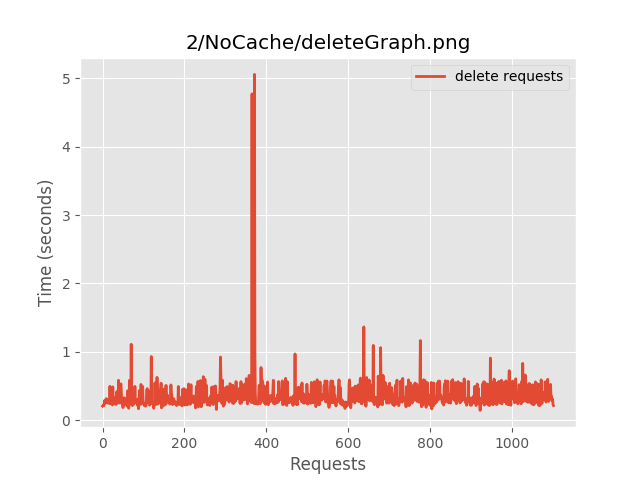 2/NoCache/deleteGraph.png
delete requests
5
4
3
2
1
0
Time (seconds)
0 200 400 600 800 1000
Requests